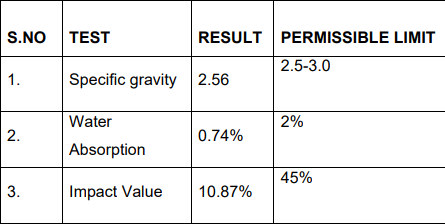 S.NO TEST RESULT PERMISSIBLE LIMIT
1. Specific gravity 2.56 2.5-3.0
2. Water Absorption 0.74% 2%
3. Impact Value 10.87% 45%